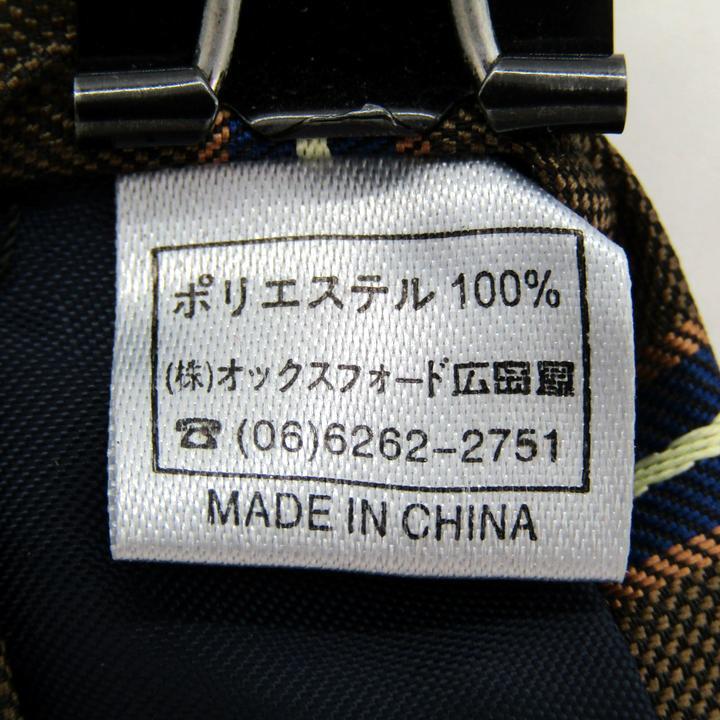 ポリエステル 100%
(株)オックスフォード広田屋
☎ (06)6262-2751
MADE IN CHINA